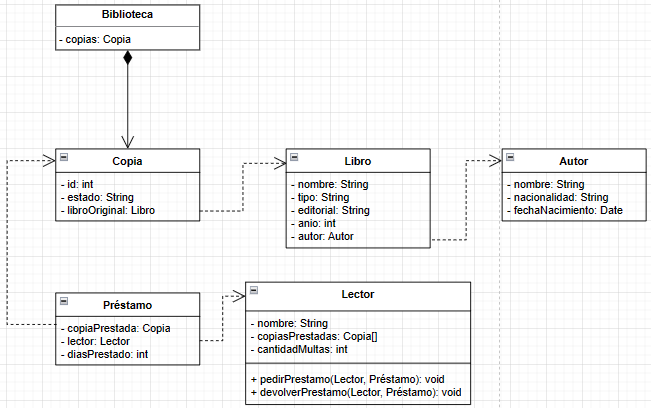 Biblioteca
- copias: Copia
Copia
- id: int
- estado: String
- libroOriginal: Libro
Libro
- nombre: String
- tipo: String
- editorial: String
- anio: int
- autor: Autor
Autor
- nombre: String
- nacionalidad: String
- fechaNacimiento: Date
Préstamo
- copiaPrestada: Copia
- lector: Lector
- diasPrestado: int
Lector
- nombre: String
- copiasPrestadas: Copia[]
- cantidadMultas: int
+ pedirPrestamo(Lector, Préstamo): void
+ devolverPrestamo(Lector, Préstamo): void